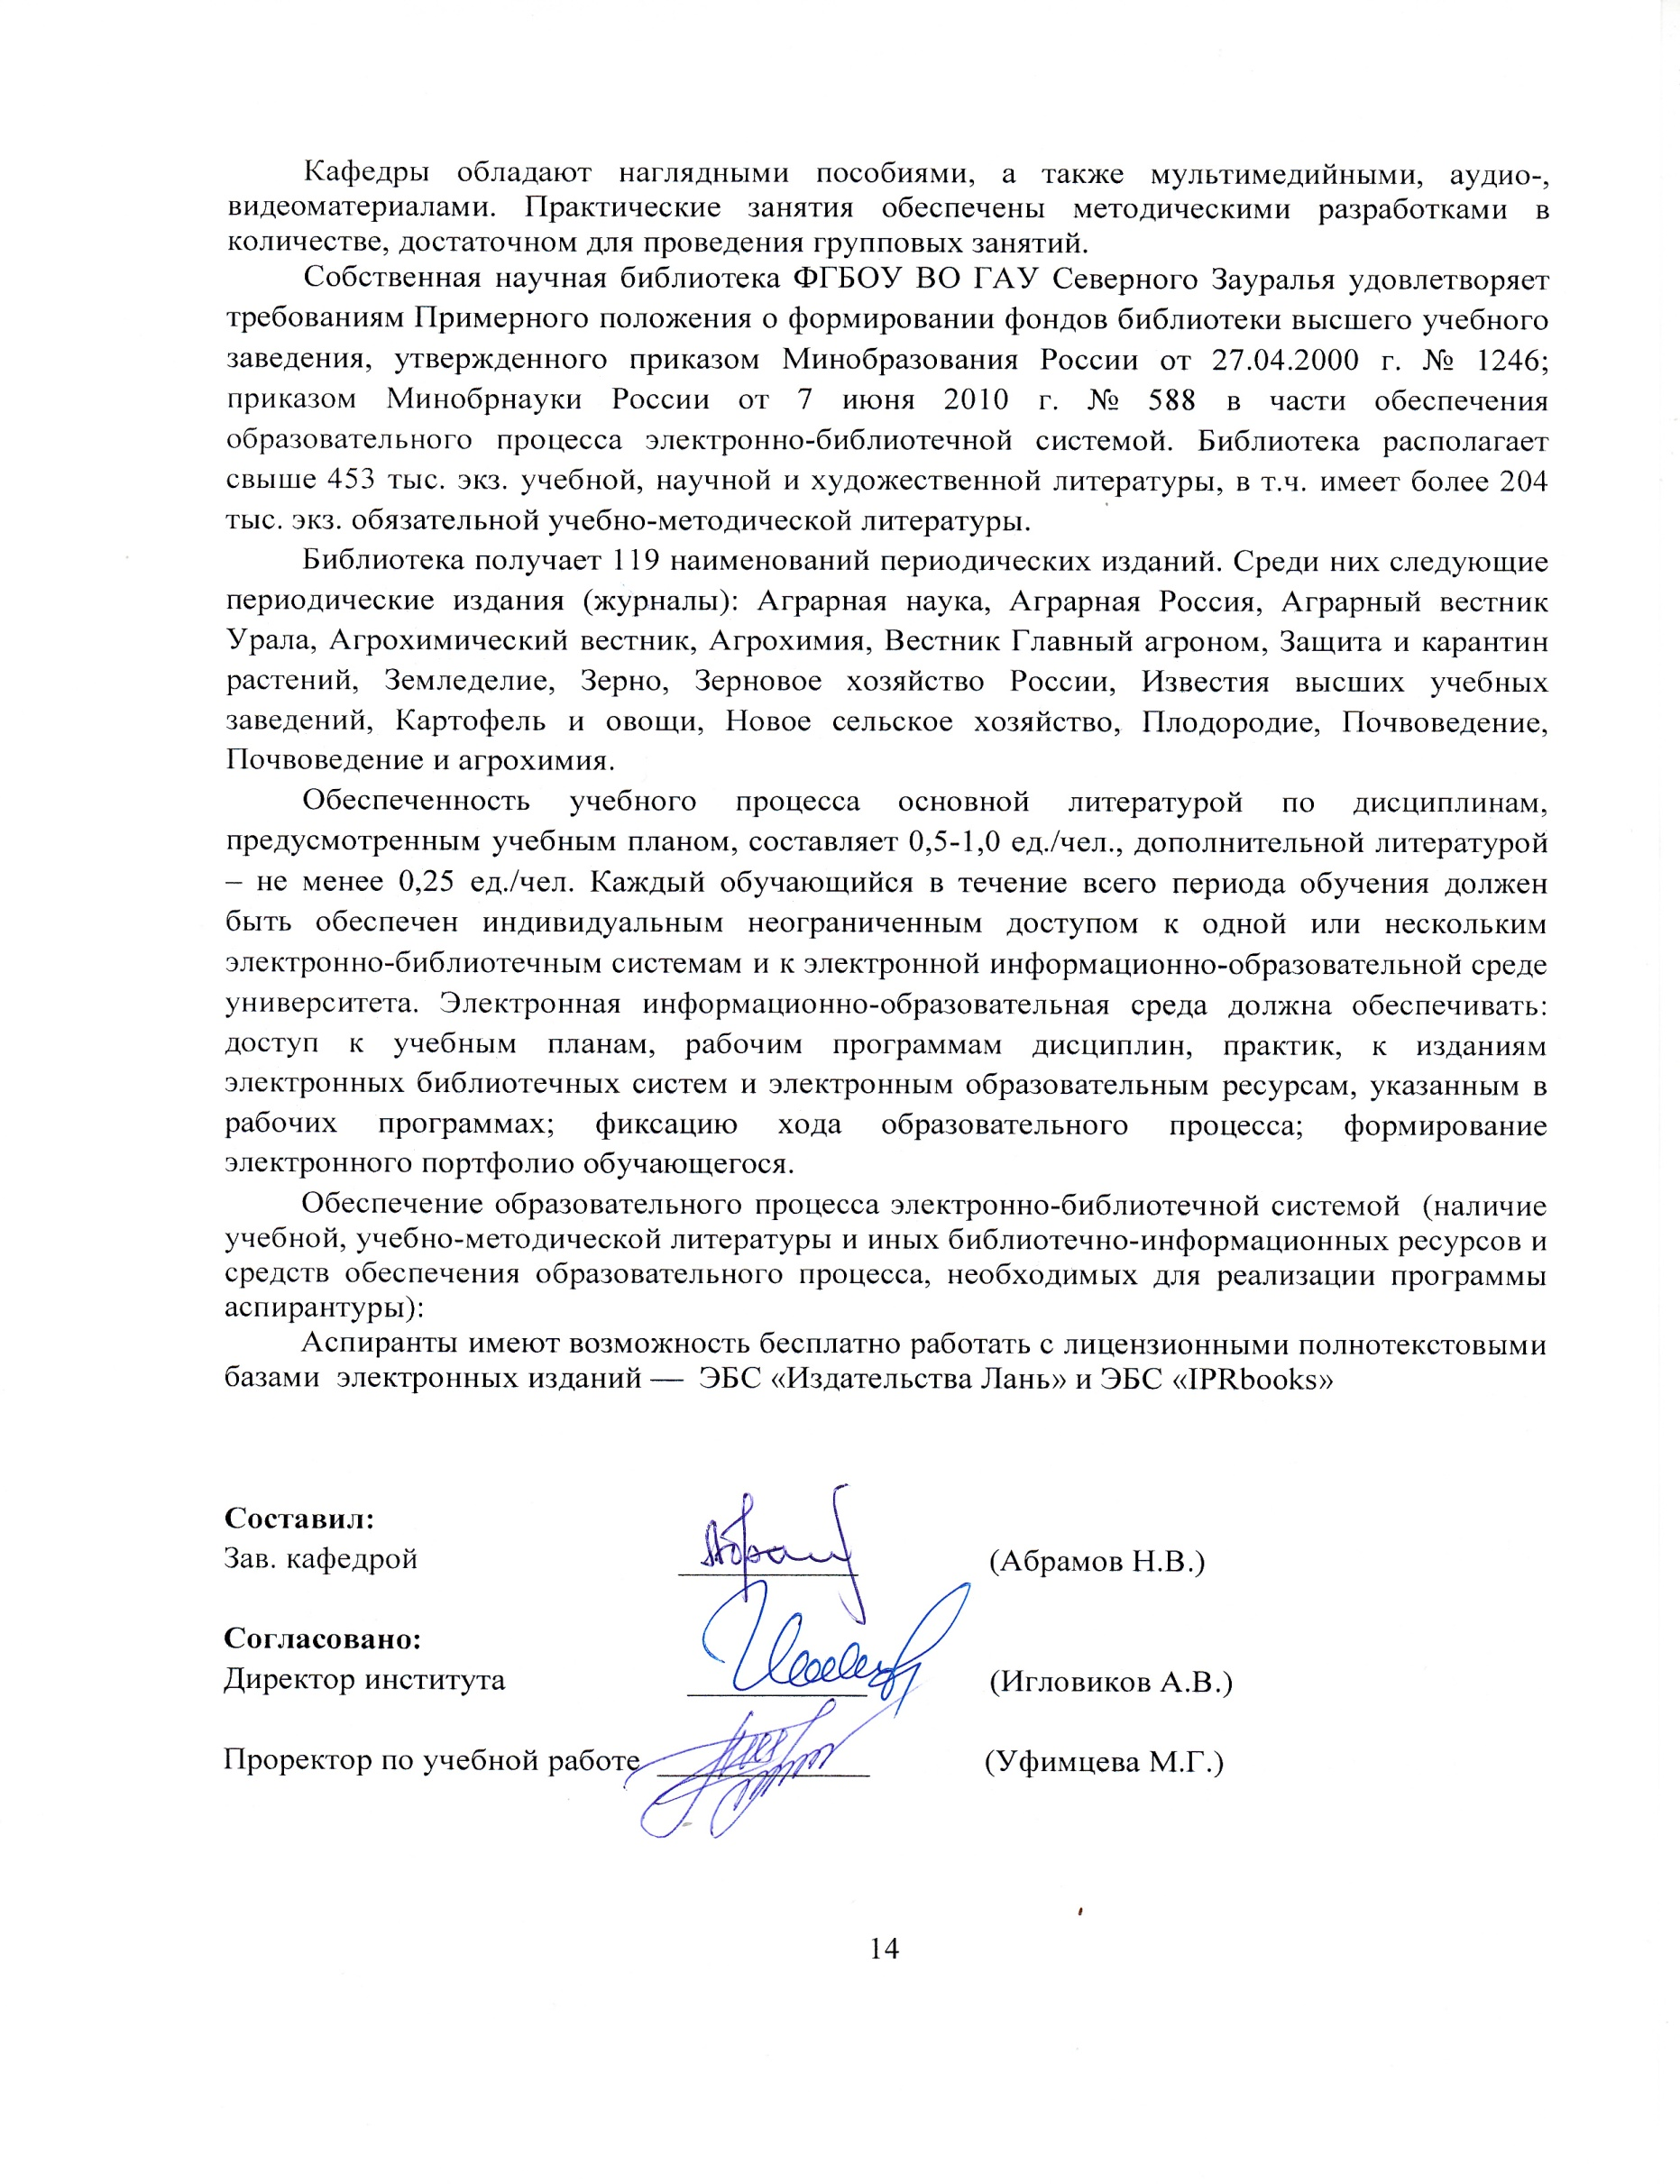 Кафедры обладают наглядными пособиями, а также мультимедийными, аудио-,
видеоматериалами. Практические занятия обеспечены методическими разработками в
количестве, достаточном для проведения групповых занятий.
Собственная научная библиотека ФГБОУ ВО ГАУ Северного Зауралья удовлетворяет
требованиям Примерного положения о формировании фондов библиотеки высшего учебного
заведения, утвержденного приказом Минобразования России от 27.04.2000 г. № 1246;
приказом Минобрнауки России от 7 июня 2010 г. № 588 в части обеспечения
образовательного процесса электронно-библиотечной системой. Библиотека располагает
свыше 453 тыс. экз. учебной, научной и художественной литературы, в т.ч. имеет более 204
тыс. экз. обязательной учебно-методической литературы.
Библиотека получает 119 наименований периодических изданий. Среди них следующие
периодические издания (журналы): Аграрная наука, Аграрная Россия, Аграрный вестник
Урала, Агрохимический вестник, Агрохимия, Вестник Главный агроном, Защита и карантин
растений, Земледелие, Зерно, Зерновое хозяйство России, Известия высших учебных
заведений, Картофель и овощи, Новое сельское хозяйство, Плодородие, Почвоведение,
Почвоведение и агрохимия.
Обеспеченность учебного процесса основной литературой по дисциплинам,
предусмотренным учебным планом, составляет 0,5-1,0 ед./чел., дополнительной литературой
– не менее 0,25 ед./чел. Каждый обучающийся в течение всего периода обучения должен
быть обеспечен индивидуальным неограниченным доступом к одной или нескольким
электронно-библиотечным системам и к электронной информационно-образовательной среде
университета. Электронная информационно-образовательная среда должна обеспечивать:
доступ к учебным планам, рабочим программам дисциплин, практик, к изданиям
электронных библиотечных систем и электронным образовательным ресурсам, указанным в
рабочих программах; фиксацию хода образовательного процесса; формирование
электронного портфолио обучающегося.
Обеспечение образовательного процесса электронно-библиотечной системой (наличие
учебной, учебно-методической литературы и иных библиотечно-информационных ресурсов и
средств обеспечения образовательного процесса, необходимых для реализации программы
аспирантуры):
Аспиранты имеют возможность бесплатно работать с лицензионными полнотекстовыми
базами электронных изданий — ЭБС «Издательства Лань» и ЭБС «IPRbooks»
Составил:
Зав. кафедрой (Абрамов Н.В.)
Согласовано:
Директор института (Игловиков А.В.)
Проректор по учебной работе (Уфимцева М.Г.)
14